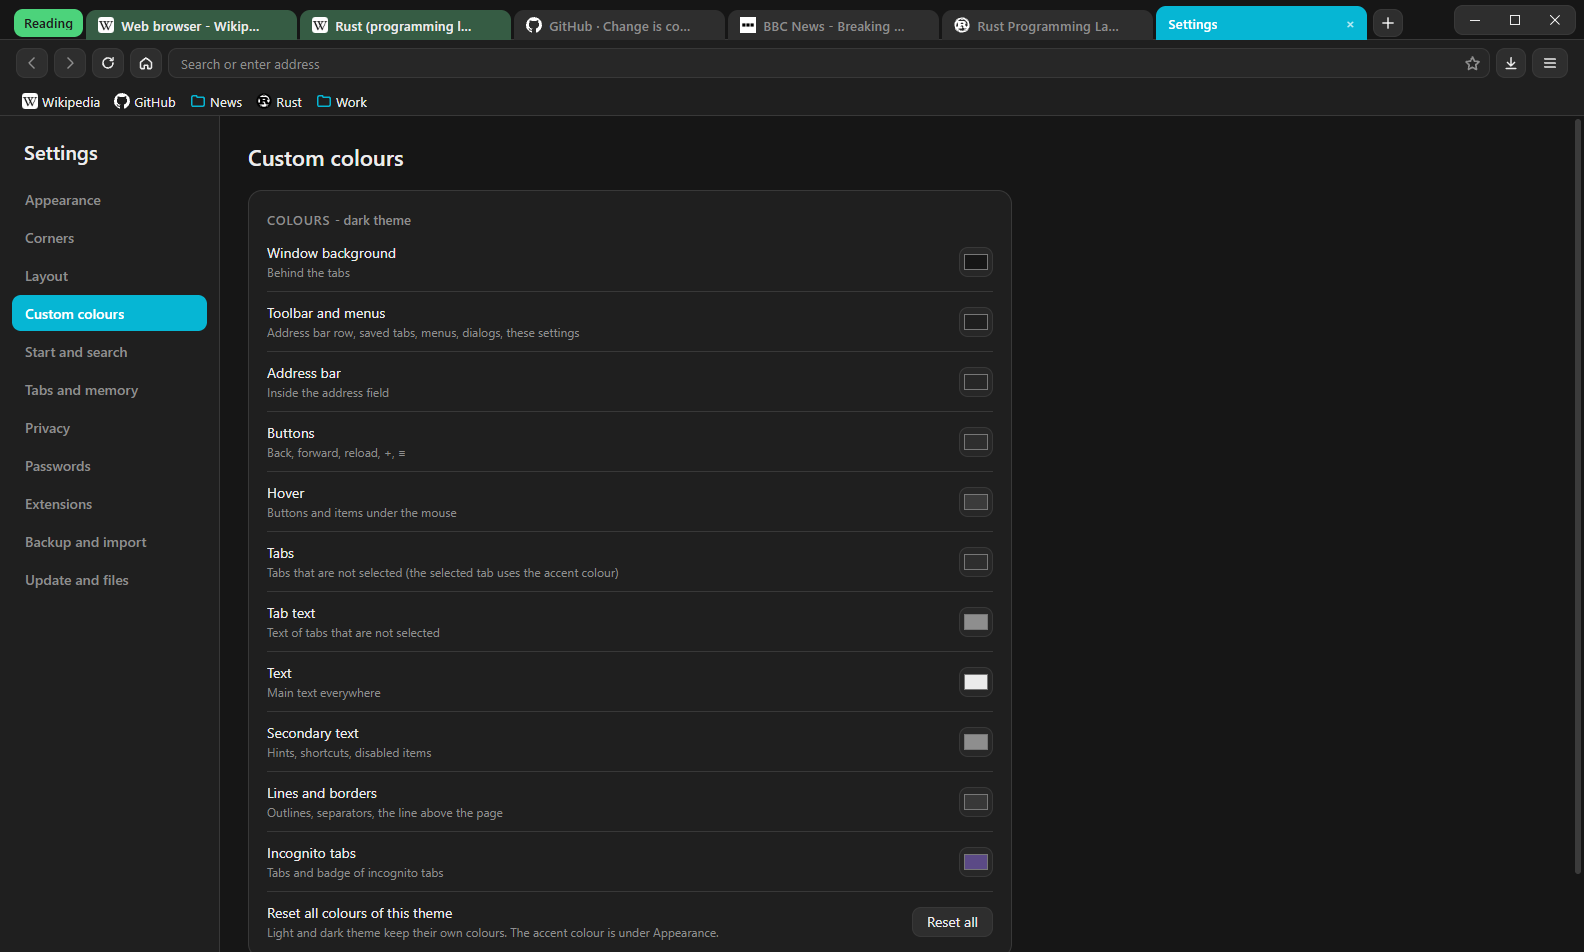 Reading
Web browser - Wikip...
Rust (programming l...
GitHub · Change is co...
BBC News - Breaking ...
Rust Programming La...
Settings
Search or enter address
Wikipedia
GitHub
News
Rust
Work
Settings
Appearance
Corners
Layout
Custom colours
Start and search
Tabs and memory
Privacy
Passwords
Extensions
Backup and import
Update and files
Custom colours
COLOURS - dark theme
Window background
Behind the tabs
Toolbar and menus
Address bar row, saved tabs, menus, dialogs, these settings
Address bar
Inside the address field
Buttons
Back, forward, reload, +, ≡
Hover
Buttons and items under the mouse
Tabs
Tabs that are not selected (the selected tab uses the accent colour)
Tab text
Text of tabs that are not selected
Text
Main text everywhere
Secondary text
Hints, shortcuts, disabled items
Lines and borders
Outlines, separators, the line above the page
Incognito tabs
Tabs and badge of incognito tabs
Reset all colours of this theme
Light and dark theme keep their own colours. The accent colour is under Appearance.
Reset all